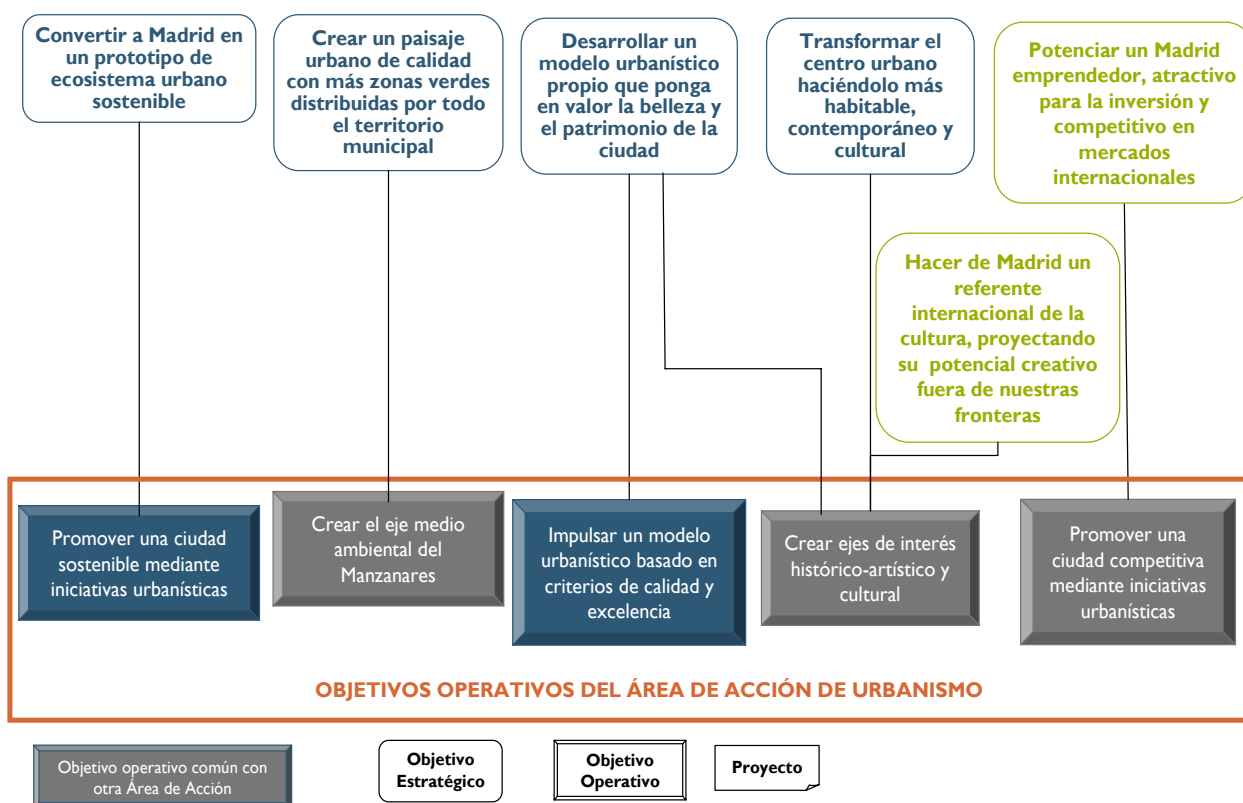 Convertir a Madrid en
un prototipo de
ecosistema urbano
sostenible
Crear un paisaje
urbano de calidad
con más zonas verdes
distribuidas por todo
el territorio
municipal
Desarrollar un
modelo urbanístico
propio que ponga
en valor la belleza y
el patrimonio de la
ciudad
Transformar el
centro urbano
haciéndolo más
habitable,
contemporáneo y
cultural
Potenciar un Madrid
emprendedor, atractivo
para la inversión y
competitivo en
mercados
internacionales
Hacer de Madrid un
referente
internacional de la
cultura, proyectando
su potencial creativo
fuera de nuestras
fronteras
Promover una ciudad
sostenible mediante
iniciativas urbanísticas
Crear el eje medio
ambiental del
Manzanares
Impulsar un modelo
urbanístico basado en
criterios de calidad y
excelencia
Crear ejes de interés
histórico-artístico y
cultural
Promover una
ciudad competitiva
mediante iniciativas
urbanísticas
OBJETIVOS OPERATIVOS DEL ÁREA DE ACCIÓN DE URBANISMO
Objetivo operativo común con
otra Área de Acción
Objetivo
Estratégico
Objetivo
Operativo
Proyecto